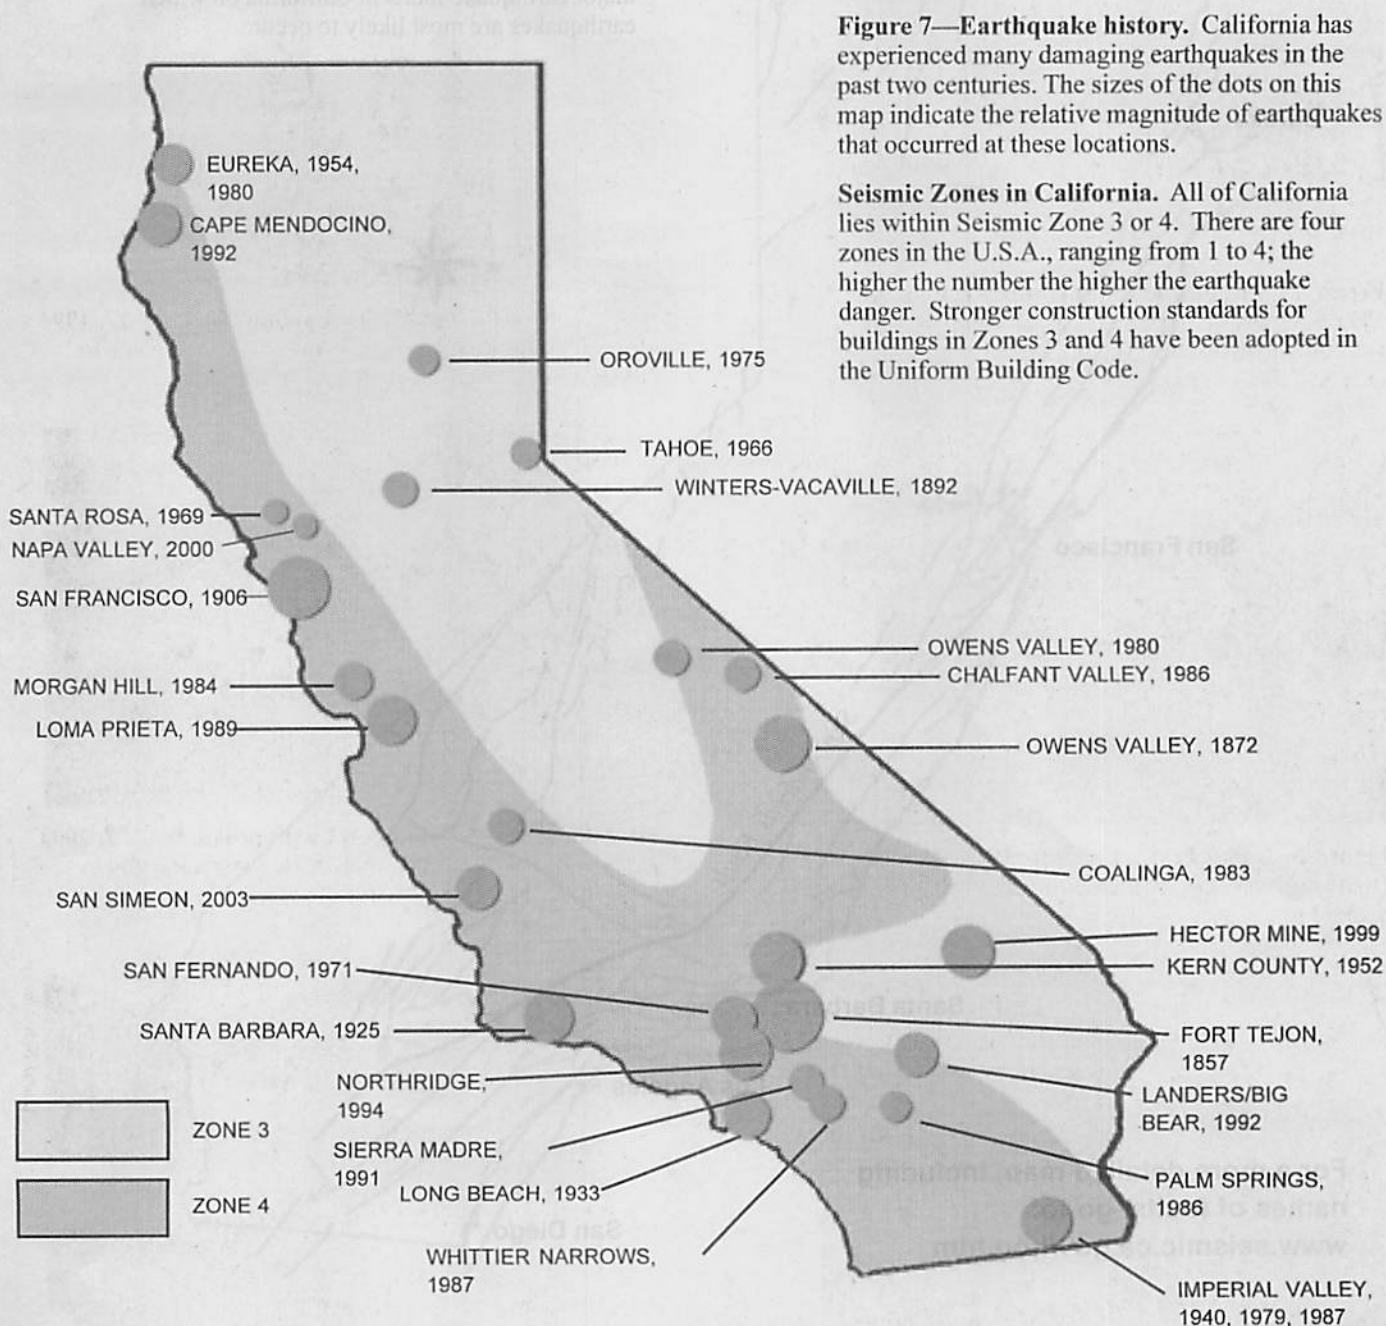 Figure 7—Earthquake history. California has
experienced many damaging earthquakes in the
past two centuries. The sizes of the dots on this
map indicate the relative magnitude of earthquakes
that occurred at these locations.
Seismic Zones in California. All of California
lies within Seismic Zone 3 or 4. There are four
zones in the U.S.A., ranging from 1 to 4; the
higher the number the higher the earthquake
danger. Stronger construction standards for
buildings in Zones 3 and 4 have been adopted in
the Uniform Building Code.
EUREKA, 1954,
1980
CAPE MENDOCINO,
1992
OROVILLE, 1975
TAHOE, 1966
WINTERS-VACAVILLE, 1892
SANTA ROSA, 1969
NAPA VALLEY, 2000
SAN FRANCISCO, 1906
OWENS VALLEY, 1980
CHALFANT VALLEY, 1986
MORGAN HILL, 1984
LOMA PRIETA, 1989
OWENS VALLEY, 1872
COALINGA, 1983
SAN SIMEON, 2003
HECTOR MINE, 1999
KERN COUNTY, 1952
SAN FERNANDO, 1971
SANTA BARBARA, 1925
FORT TEJON,
1857
NORTHRIDGE,
1994
LANDERS/BIG
BEAR, 1992
SIERRA MADRE,
1991
LONG BEACH, 1933
PALM SPRINGS,
1986
WHITTIER NARROWS,
1987
IMPERIAL VALLEY,
1940, 1979, 1987
ZONE 3
ZONE 4
San Francisco
Santa Barbara
San Diego